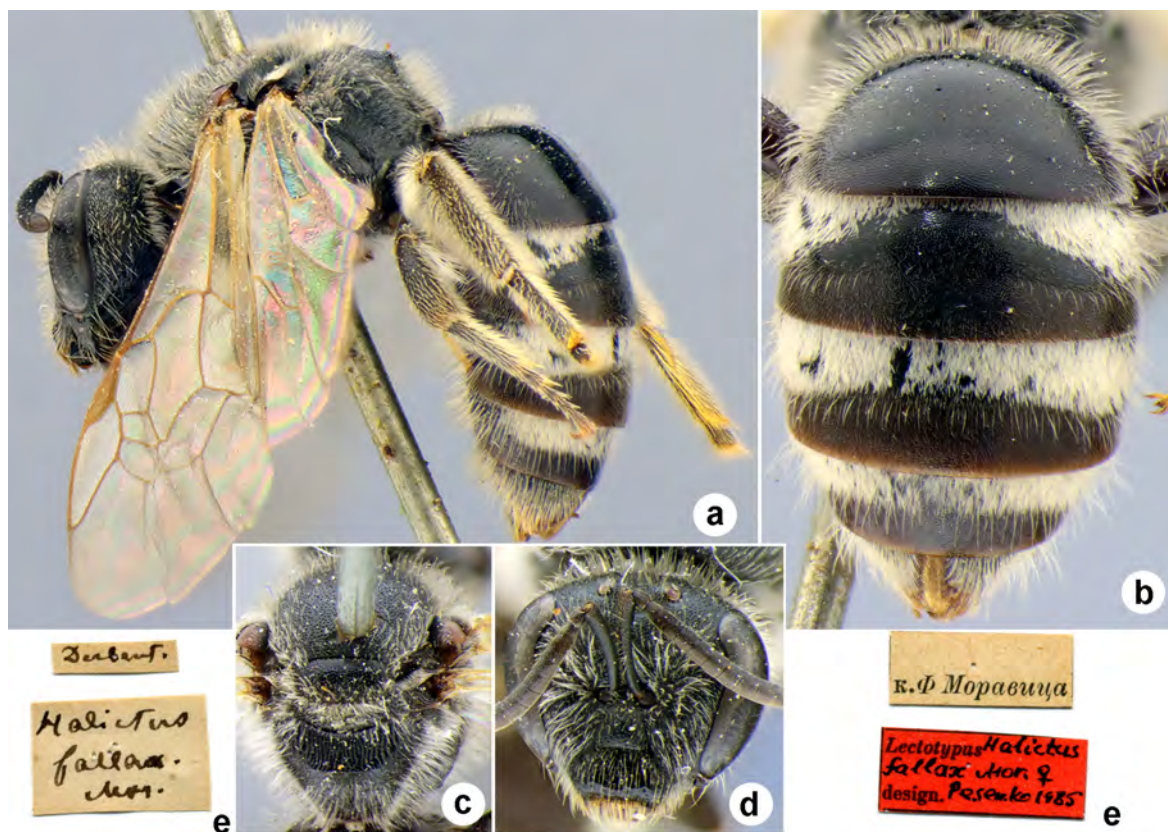 a
b
c
d
Derbent.
Halictus
fallax.
Mor.
e
к. Ф Моравица
Lectotypus Halictus
fallax Mor. ♀
design. Pesenko 1985
e